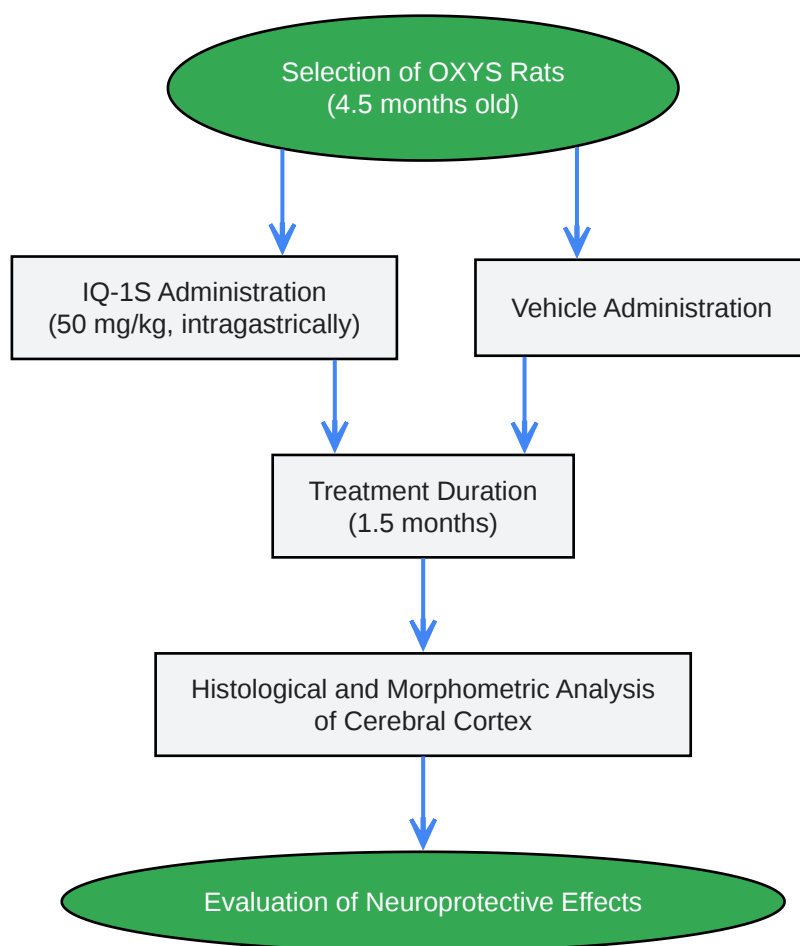 Selection of OXYS Rats
(4.5 months old)
IQ-1S Administration
(50 mg/kg, intragastrically)
Vehicle Administration
Treatment Duration
(1.5 months)
Histological and Morphometric Analysis
of Cerebral Cortex
Evaluation of Neuroprotective Effects